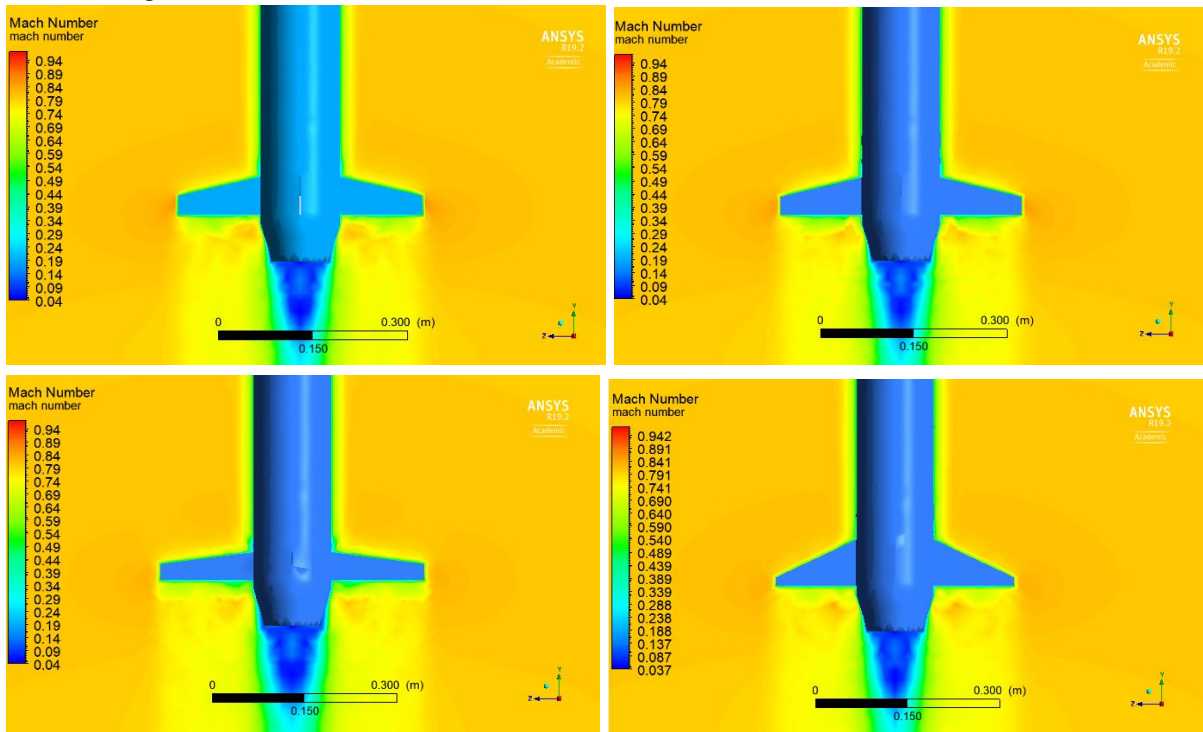 Mach Number
mach number
0.94
0.89
0.84
0.79
0.74
0.69
0.64
0.59
0.54
0.49
0.44
0.39
0.34
0.29
0.24
0.19
0.14
0.09
0.04
ANSYS
R19.2
Academic
0 0.300 (m)
0.150
Y
Z
Mach Number
mach number
0.94
0.89
0.84
0.79
0.74
0.69
0.64
0.59
0.54
0.49
0.44
0.39
0.34
0.29
0.24
0.19
0.14
0.09
0.04
ANSYS
R19.2
Academic
0 0.300 (m)
0.150
Y
Z
Mach Number
mach number
0.94
0.89
0.84
0.79
0.74
0.69
0.64
0.59
0.54
0.49
0.44
0.39
0.34
0.29
0.24
0.19
0.14
0.09
0.04
ANSYS
R19.2
Academic
0 0.300 (m)
0.150
Y
Z
Mach Number
mach number
0.942
0.891
0.841
0.791
0.741
0.690
0.640
0.590
0.540
0.489
0.439
0.389
0.339
0.288
0.238
0.188
0.137
0.087
0.037
ANSYS
R19.2
Academic
0 0.300 (m)
0.150
Y
Z